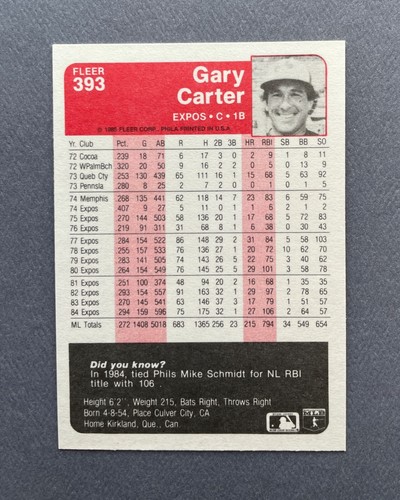 FLEER
393
Gary
Carter
EXPOS • C • 1B
© 1985 FLEER CORP., PHILA PRINTED IN U.S.A.
Yr. Club Pct. G AB R H 2B 3B HR RBI SB BB SO
72 Cocoa 239 18 71 6 17 3 0 2 9 1 8 11
72 WPalmBch 320 20 50 9 16 2 2 0 5 0 6 9
73 Queb Cty 253 130 439 65 111 16 1 15 68 5 63 92
73 Pennsla 280 8 25 2 7 2 0 0 1 0 1 2
74 Memphis 268 135 441 62 118 14 7 23 83 6 59 75
74 Expos 407 9 27 5 11 0 1 1 6 2 1 2
75 Expos 270 144 503 58 136 20 1 17 68 5 72 83
76 Expos 219 91 311 31 68 8 1 6 38 0 30 43
77 Expos 284 154 522 86 148 29 2 31 84 5 58 103
78 Expos 255 157 533 76 136 27 1 20 72 10 62 70
79 Expos 283 141 505 74 143 26 5 22 75 3 40 62
80 Expos 264 154 549 76 145 25 5 29 101 3 58 78
81 Expos 251 100 374 48 94 20 2 16 68 1 35 35
82 Expos 293 154 557 91 163 32 1 29 97 2 78 64
83 Expos 270 145 541 63 146 37 3 17 79 1 51 57
84 Expos 294 159 596 75 175 32 1 27 106 2 64 57
ML Totals 272 1408 5018 683 1365 256 23 215 794 34 549 654
Did you know?
In 1984, tied Phils Mike Schmidt for NL RBI
title with 106 .
Height 6'2", Weight 215, Bats Right, Throws Right
Born 4-8-54, Place Culver City, CA
Home Kirkland, Que., Can.